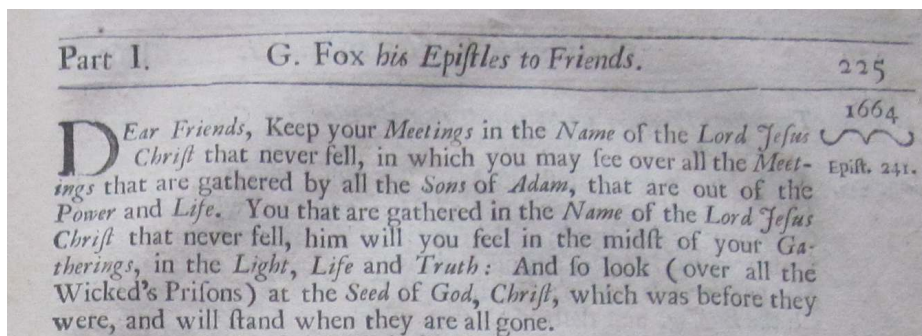 Part I. G. Fox his Epiſtles to Friends. 225
1664
DEar Friends, Keep your Meetings in the Name of the Lord Jeſus
Chriſt that never fell, in which you may ſee over all the Meet-
Epiſt. 241.
ings that are gathered by all the Sons of Adam, that are out of the
Power and Life. You that are gathered in the Name of the Lord Jeſus
Chriſt that never fell, him will you feel in the midſt of your Ga-
therings, in the Light, Life and Truth: And ſo look (over all the
Wicked's Priſons) at the Seed of God, Chriſt, which was before they
were, and will ſtand when they are all gone.